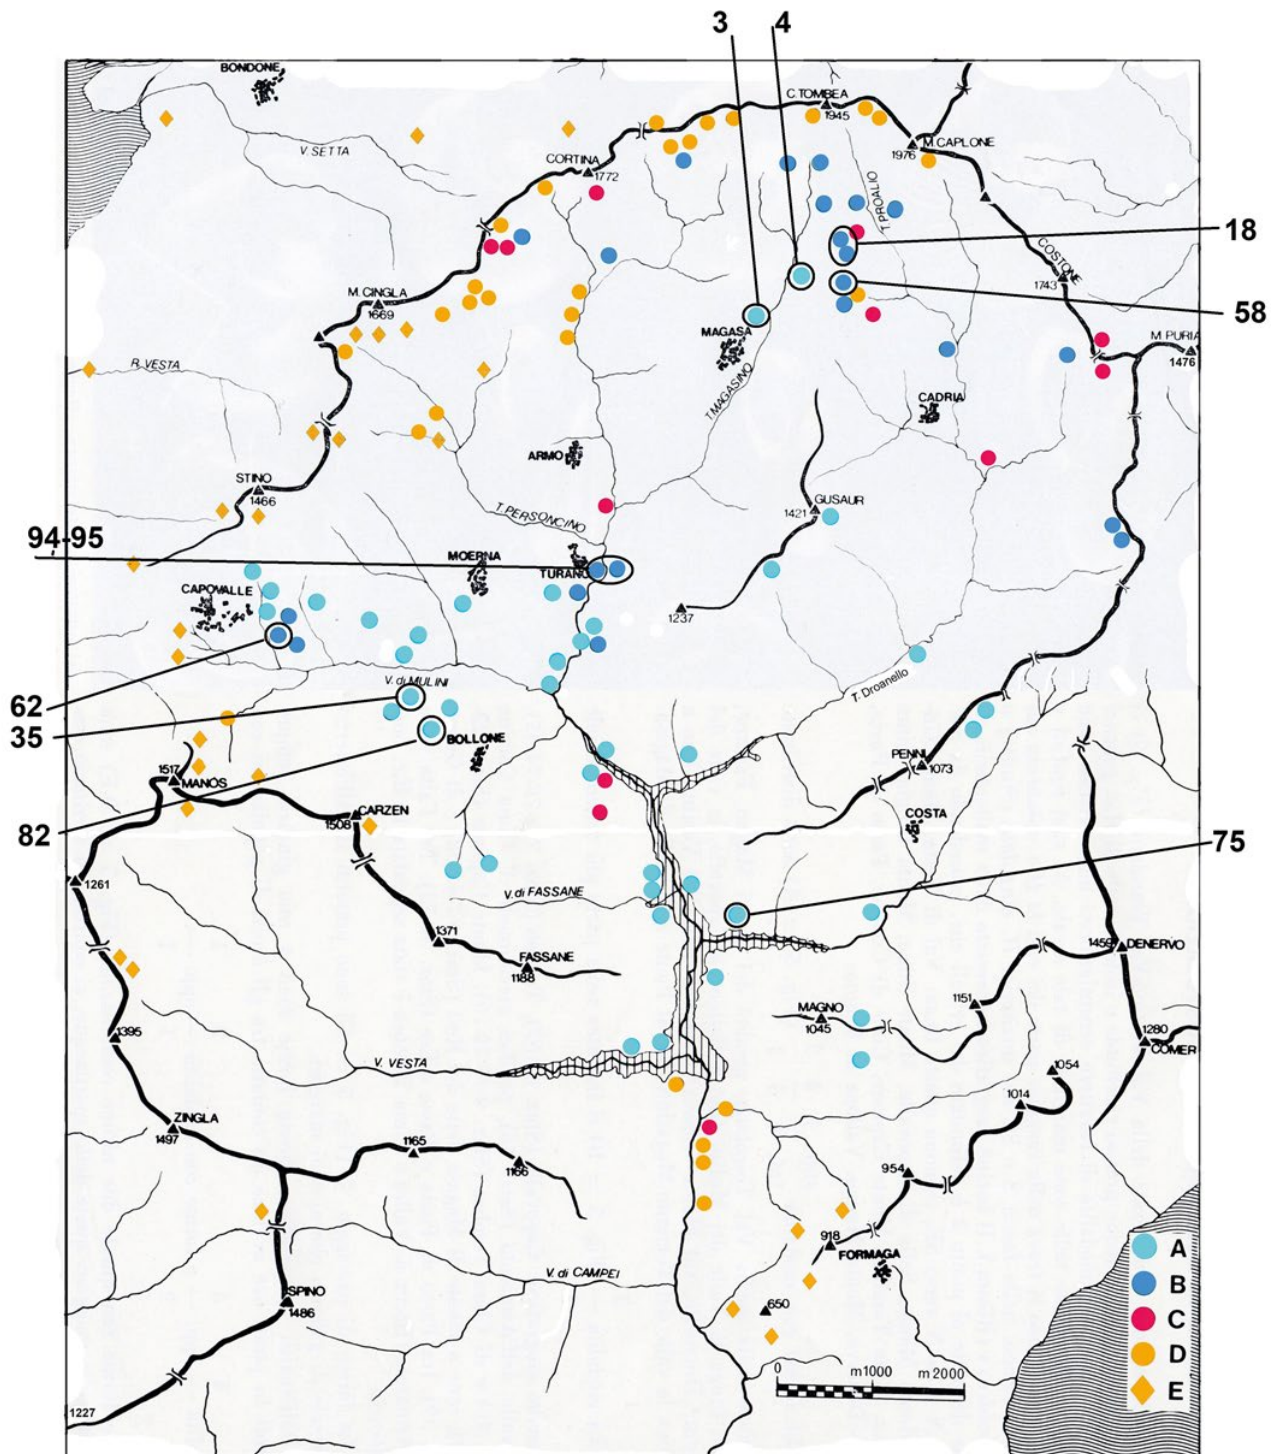 3 4
BONDONE
C.TOMBEA
1945
V. SETTA
1976 M.CAPLONE
CORTINA
1772
T. PROALIO
18
COSTONE
1743
M. CINGLA
1669
58
MAGASA
M. PURIA
1476
R. VESTA
T. MAGASINO
CADRIA
ARMO
STINO
1466
GUSAUR
1421
T. PERSONCINO
94-95
MOERNA
TURANO
CAPOVALLE
1237
V. di MULINI
T. Droanello
62
35
BOLLONE
PENNI
1073
1517
MANOS
CARZEN
1508
COSTA
82
75
1261
V. di FASSANE
1371
1459 DENERVO
FASSANE
1188
1151
MAGNO
1045
1395
1280
COMER
V. VESTA
1054
1014
ZINGLA
1497
1165
1166
954
918
FORMAGA
A
V. di CAMPEI
B
SPINO
1486
650
C
D
0 m1000 m2000
E
1227